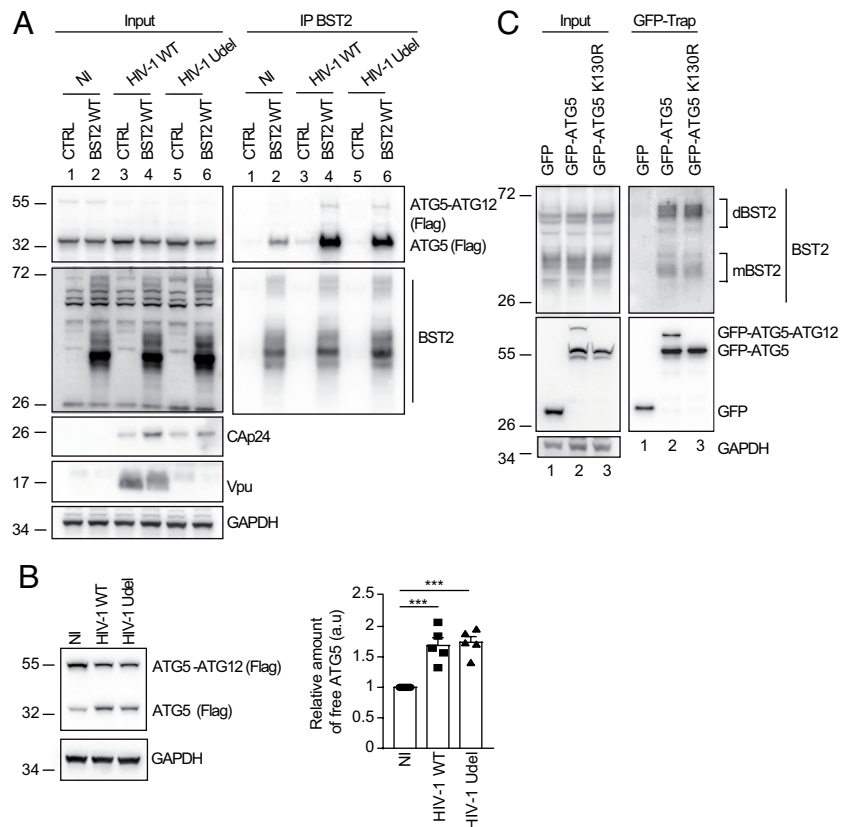 A
Input
IP BST2
NI
HIV-1 WT
HIV-1 Udel
NI
HIV-1 WT
HIV-1 Udel
CTRL
BST2 WT
CTRL
BST2 WT
CTRL
BST2 WT
CTRL
BST2 WT
CTRL
BST2 WT
CTRL
BST2 WT
1 2 3 4 5 6
1 2 3 4 5 6
55
32
ATG5-ATG12
(Flag)
ATG5 (Flag)
72
26
BST2
26
CAp24
17
Vpu
34
GAPDH
B
NI
HIV-1 WT
HIV-1 Udel
55
ATG5-ATG12 (Flag)
32
ATG5 (Flag)
34
GAPDH
Relative amount
of free ATG5 (a.u)
2.5
2
1.5
1
0.5
0
***
***
NI
HIV-1 WT
HIV-1 Udel
C
Input
GFP-Trap
GFP
GFP-ATG5
GFP-ATG5 K130R
GFP
GFP-ATG5
GFP-ATG5 K130R
72
26
dBST2
mBST2
BST2
55
26
GFP-ATG5-ATG12
GFP-ATG5
GFP
34
GAPDH
1 2 3
1 2 3